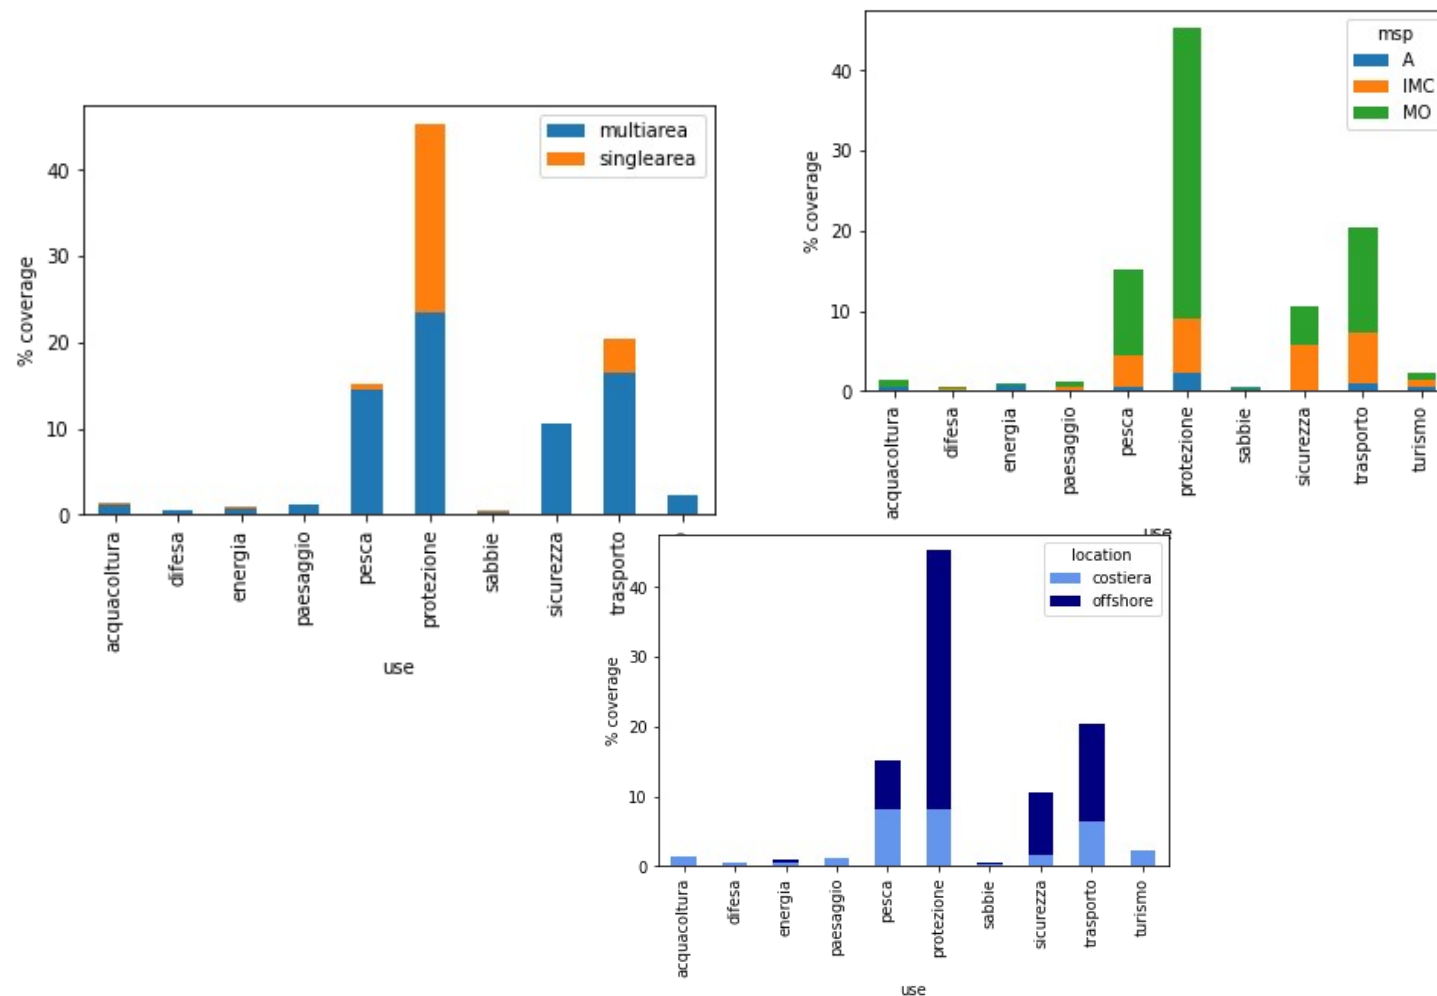 multiarea
singlearea
% coverage
40
30
20
10
0
acquacoltura
difesa
energia
paesaggio
pesca
protezione
sabbie
sicurezza
trasporto
use
msp
A
IMC
MO
% coverage
40
30
20
10
0
acquacoltura
difesa
energia
paesaggio
pesca
protezione
sabbie
sicurezza
trasporto
turismo
use
location
costiera
offshore
% coverage
40
30
20
10
0
acquacoltura
difesa
energia
paesaggio
pesca
protezione
sabbie
sicurezza
trasporto
turismo
use